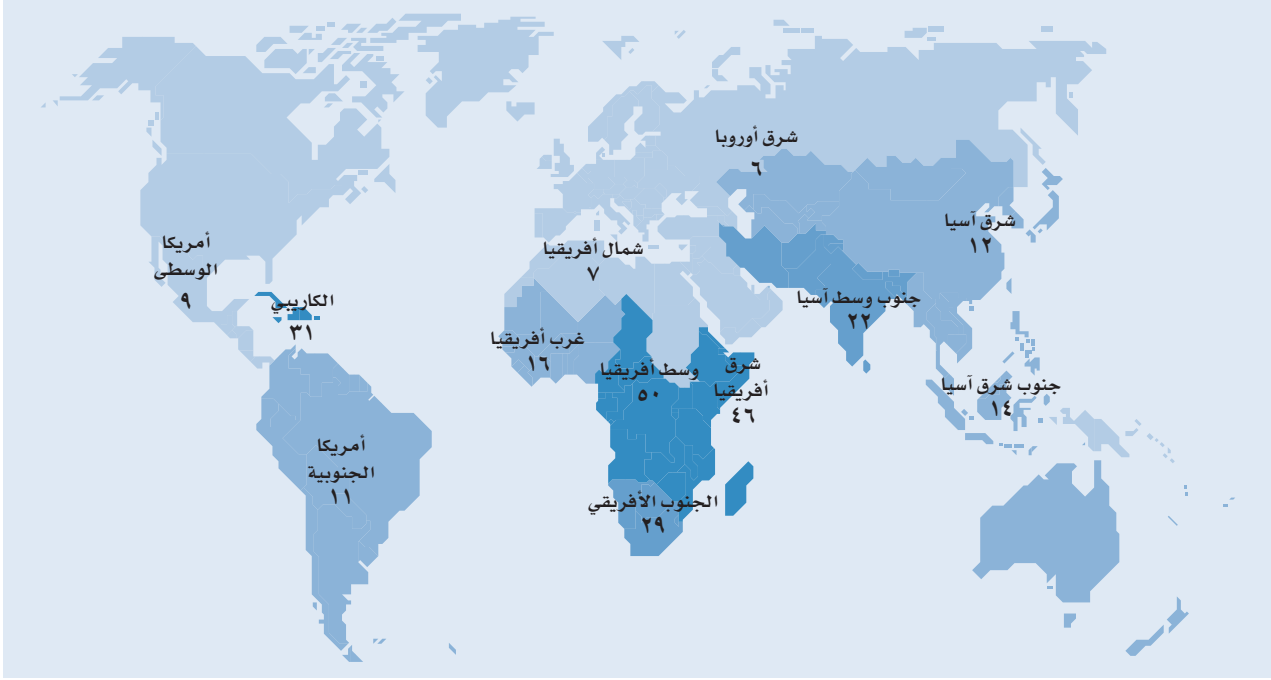 شرق أوروبا
٦
شرق آسيا
١٢
أمريكا
الوسطى
٩
شمال أفريقيا
٧
الكاريبي
٣١
جنوب وسط آسيا
٢٢
غرب أفريقيا
١٦
وسط أفريقيا
٥٠
شرق
أفريقيا
٤٦
جنوب شرق آسيا
١٤
أمريكا
الجنوبية
١١
الجنوب الأفريقي
٢٩